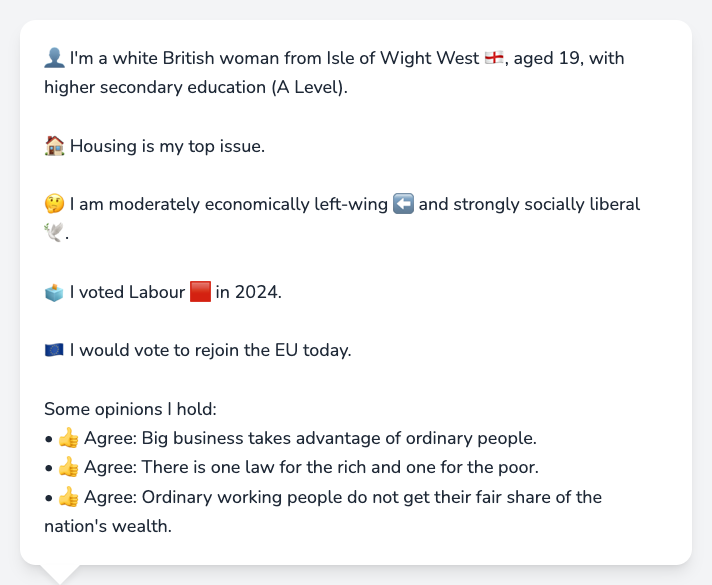 👤 I'm a white British woman from Isle of Wight West 🏴󠁧󠁢󠁥󠁮󠁧󠁿, aged 19, with
higher secondary education (A Level).
🏠 Housing is my top issue.
🤔 I am moderately economically left-wing ⬅️ and strongly socially liberal
🕊️.
🗳️ I voted Labour 🟥 in 2024.
🇪🇺 I would vote to rejoin the EU today.
Some opinions I hold:
• 👍 Agree: Big business takes advantage of ordinary people.
• 👍 Agree: There is one law for the rich and one for the poor.
• 👍 Agree: Ordinary working people do not get their fair share of the
nation's wealth.